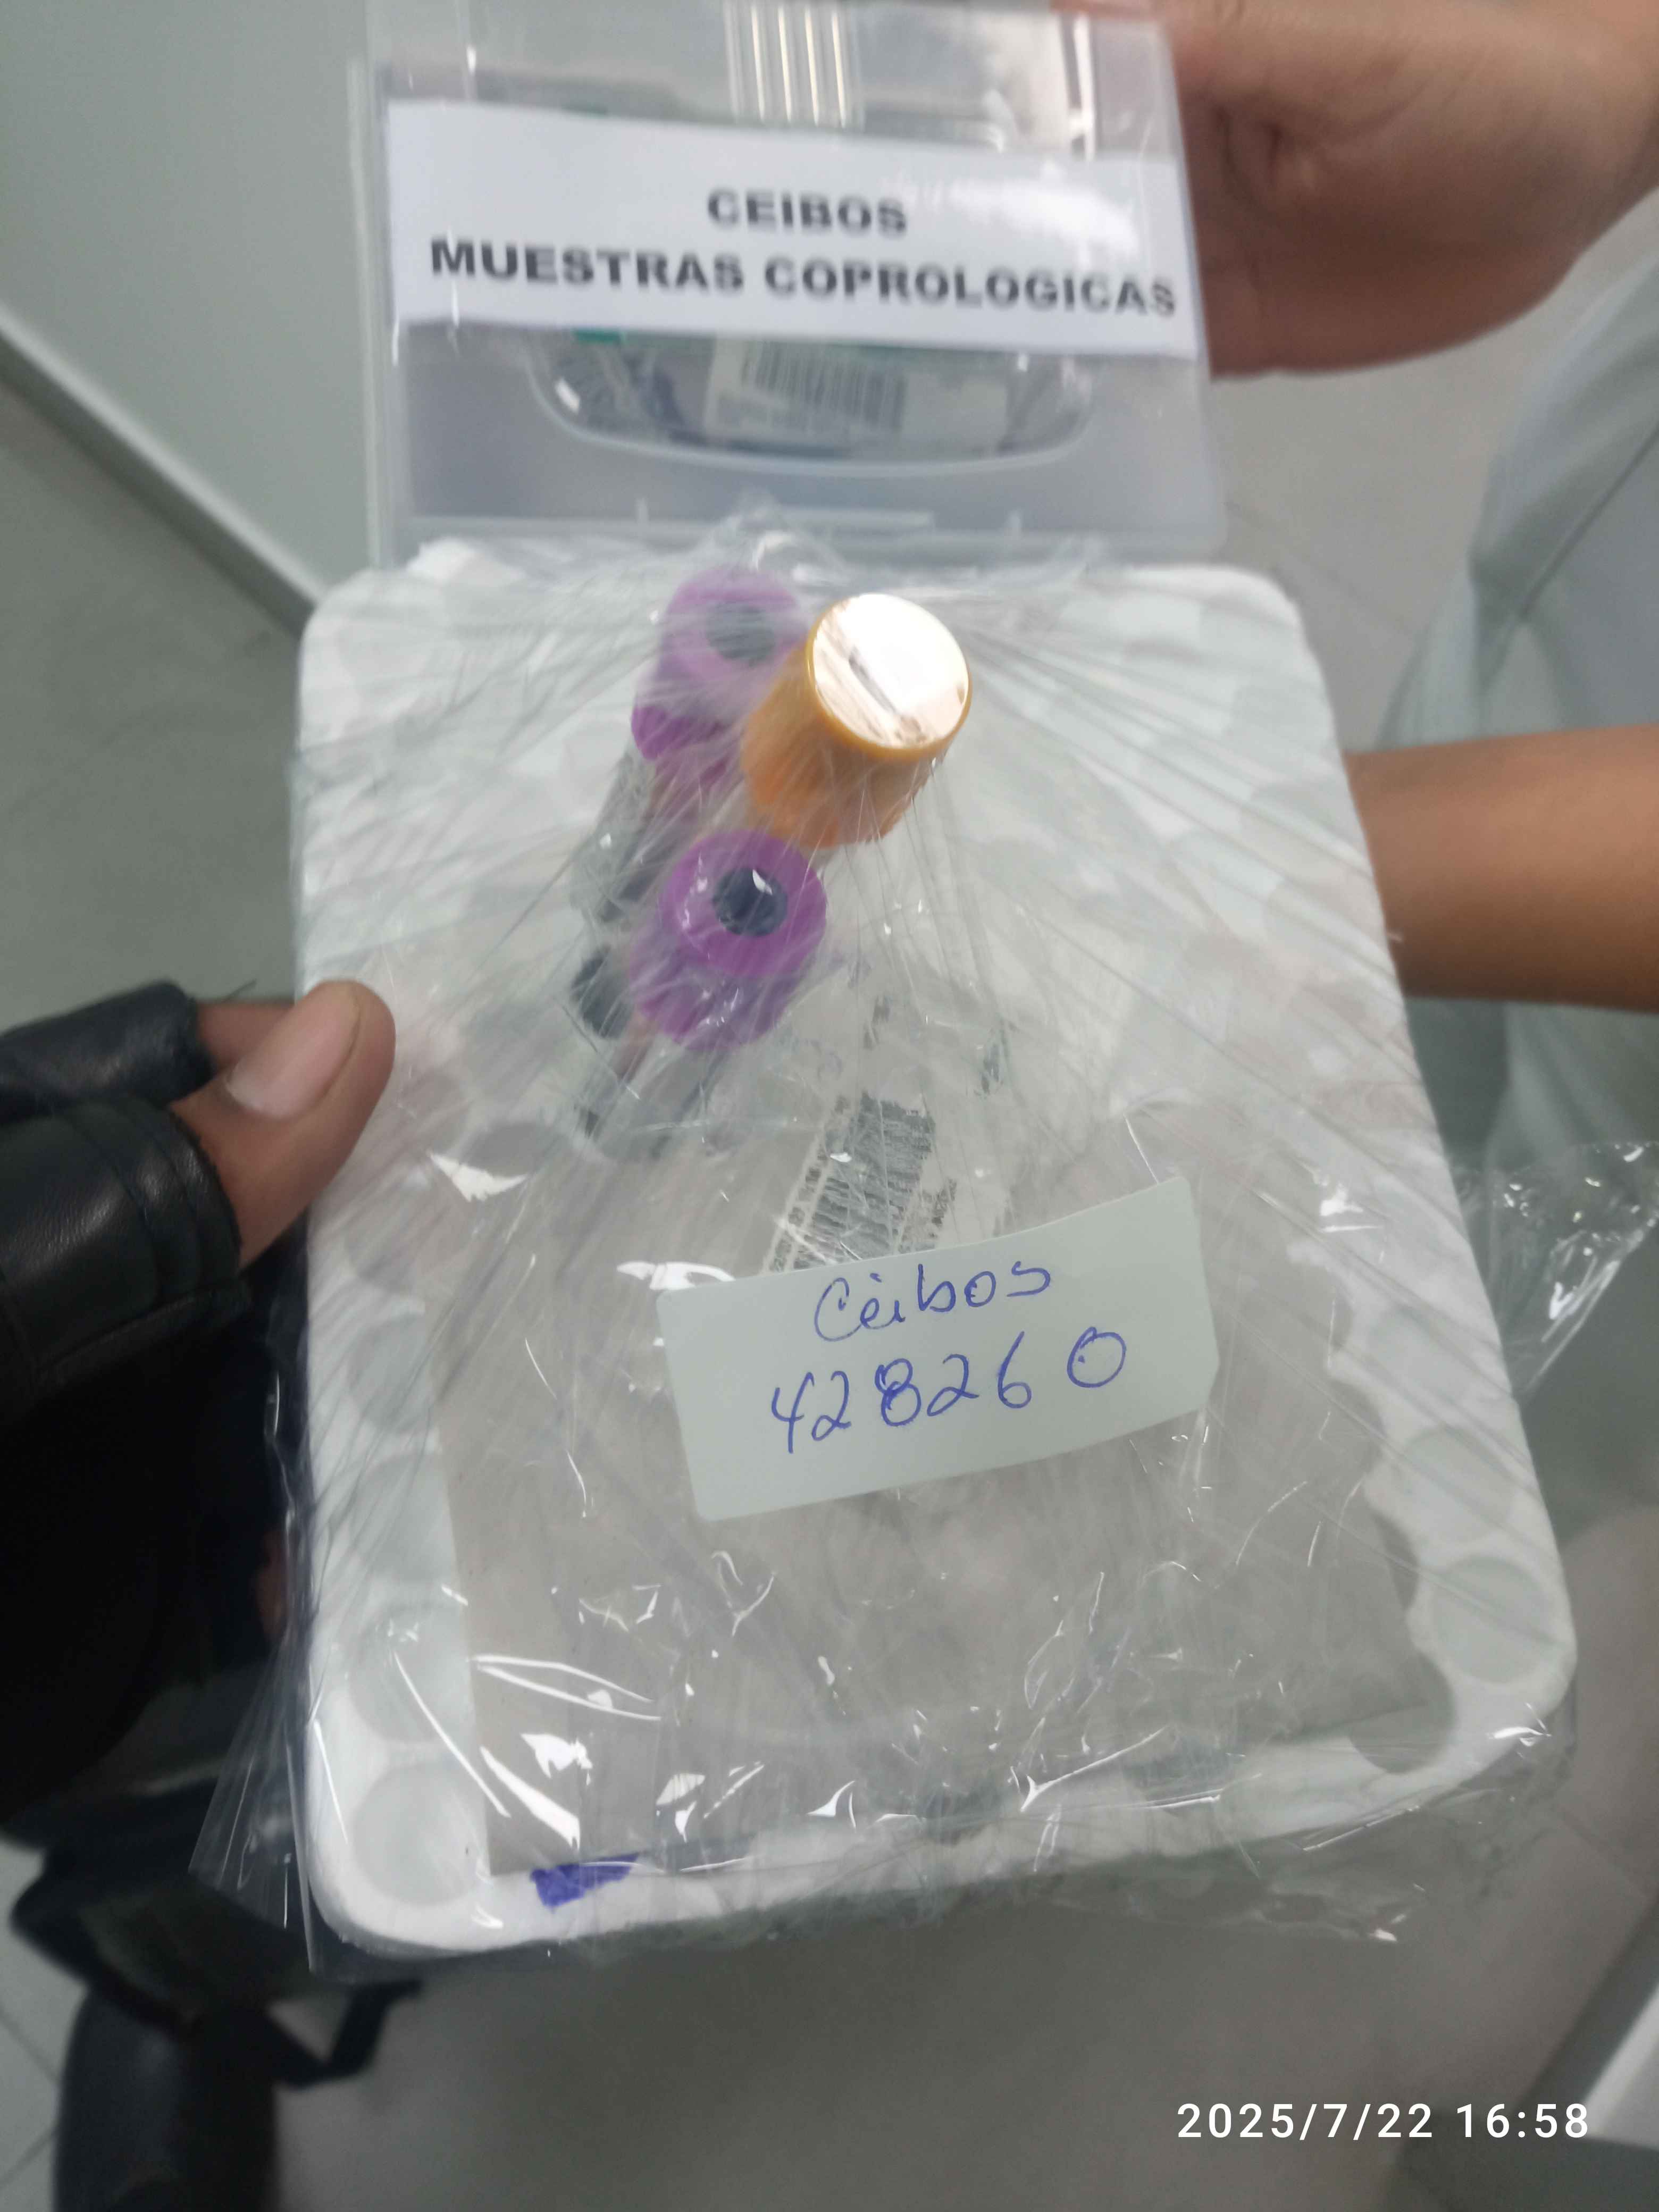 CEIBOS
MUESTRAS COPROLOGICAS
Ceibos
428260
2025/7/22 16:58